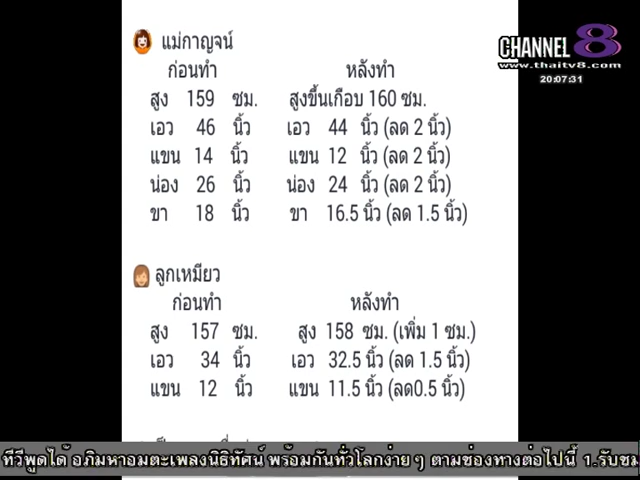 CHANNEL 8
www.thaitv8.com
20:07:31
แม่กาญจน์
ก่อนทำ หลังทำ
สูง 159 ซม. สูงขึ้นเกือบ 160 ซม.
เอว 46 นิ้ว เอว 44 นิ้ว (ลด 2 นิ้ว)
แขน 14 นิ้ว แขน 12 นิ้ว (ลด 2 นิ้ว)
น่อง 26 นิ้ว น่อง 24 นิ้ว (ลด 2 นิ้ว)
ขา 18 นิ้ว ขา 16.5 นิ้ว (ลด 1.5 นิ้ว)
ลูกเหมียว
ก่อนทำ หลังทำ
สูง 157 ซม. สูง 158 ซม. (เพิ่ม 1 ซม.)
เอว 34 นิ้ว เอว 32.5 นิ้ว (ลด 1.5 นิ้ว)
แขน 12 นิ้ว แขน 11.5 นิ้ว (ลด0.5 นิ้ว)
ทีวีพูดได้ อภิมหาอมตะเพลงนิธิทัศน์ พร้อมกันทั่วโลกง่ายๆ ตามช่องทางต่อไปนี้ 1.รับชม